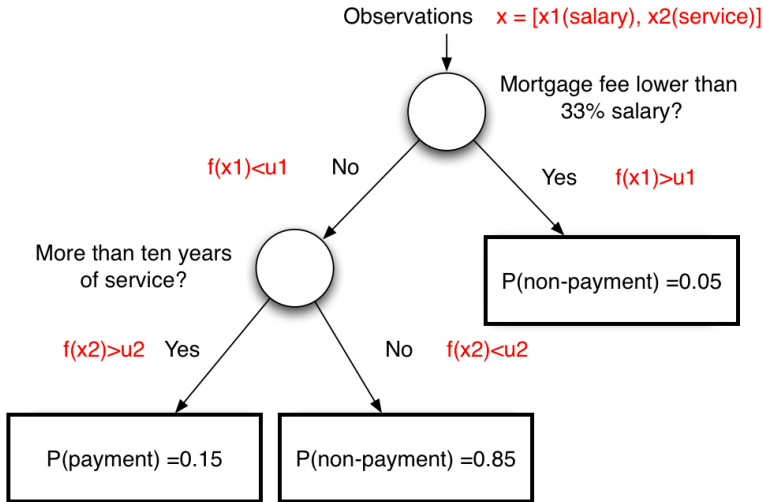 Observations x = [x1(salary), x2(service)]
Mortgage fee lower than
33% salary?
f(x1)<u1 No
Yes f(x1)>u1
More than ten years
of service?
P(non-payment) =0.05
f(x2)>u2 Yes
No f(x2)<u2
P(payment) =0.15
P(non-payment) =0.85